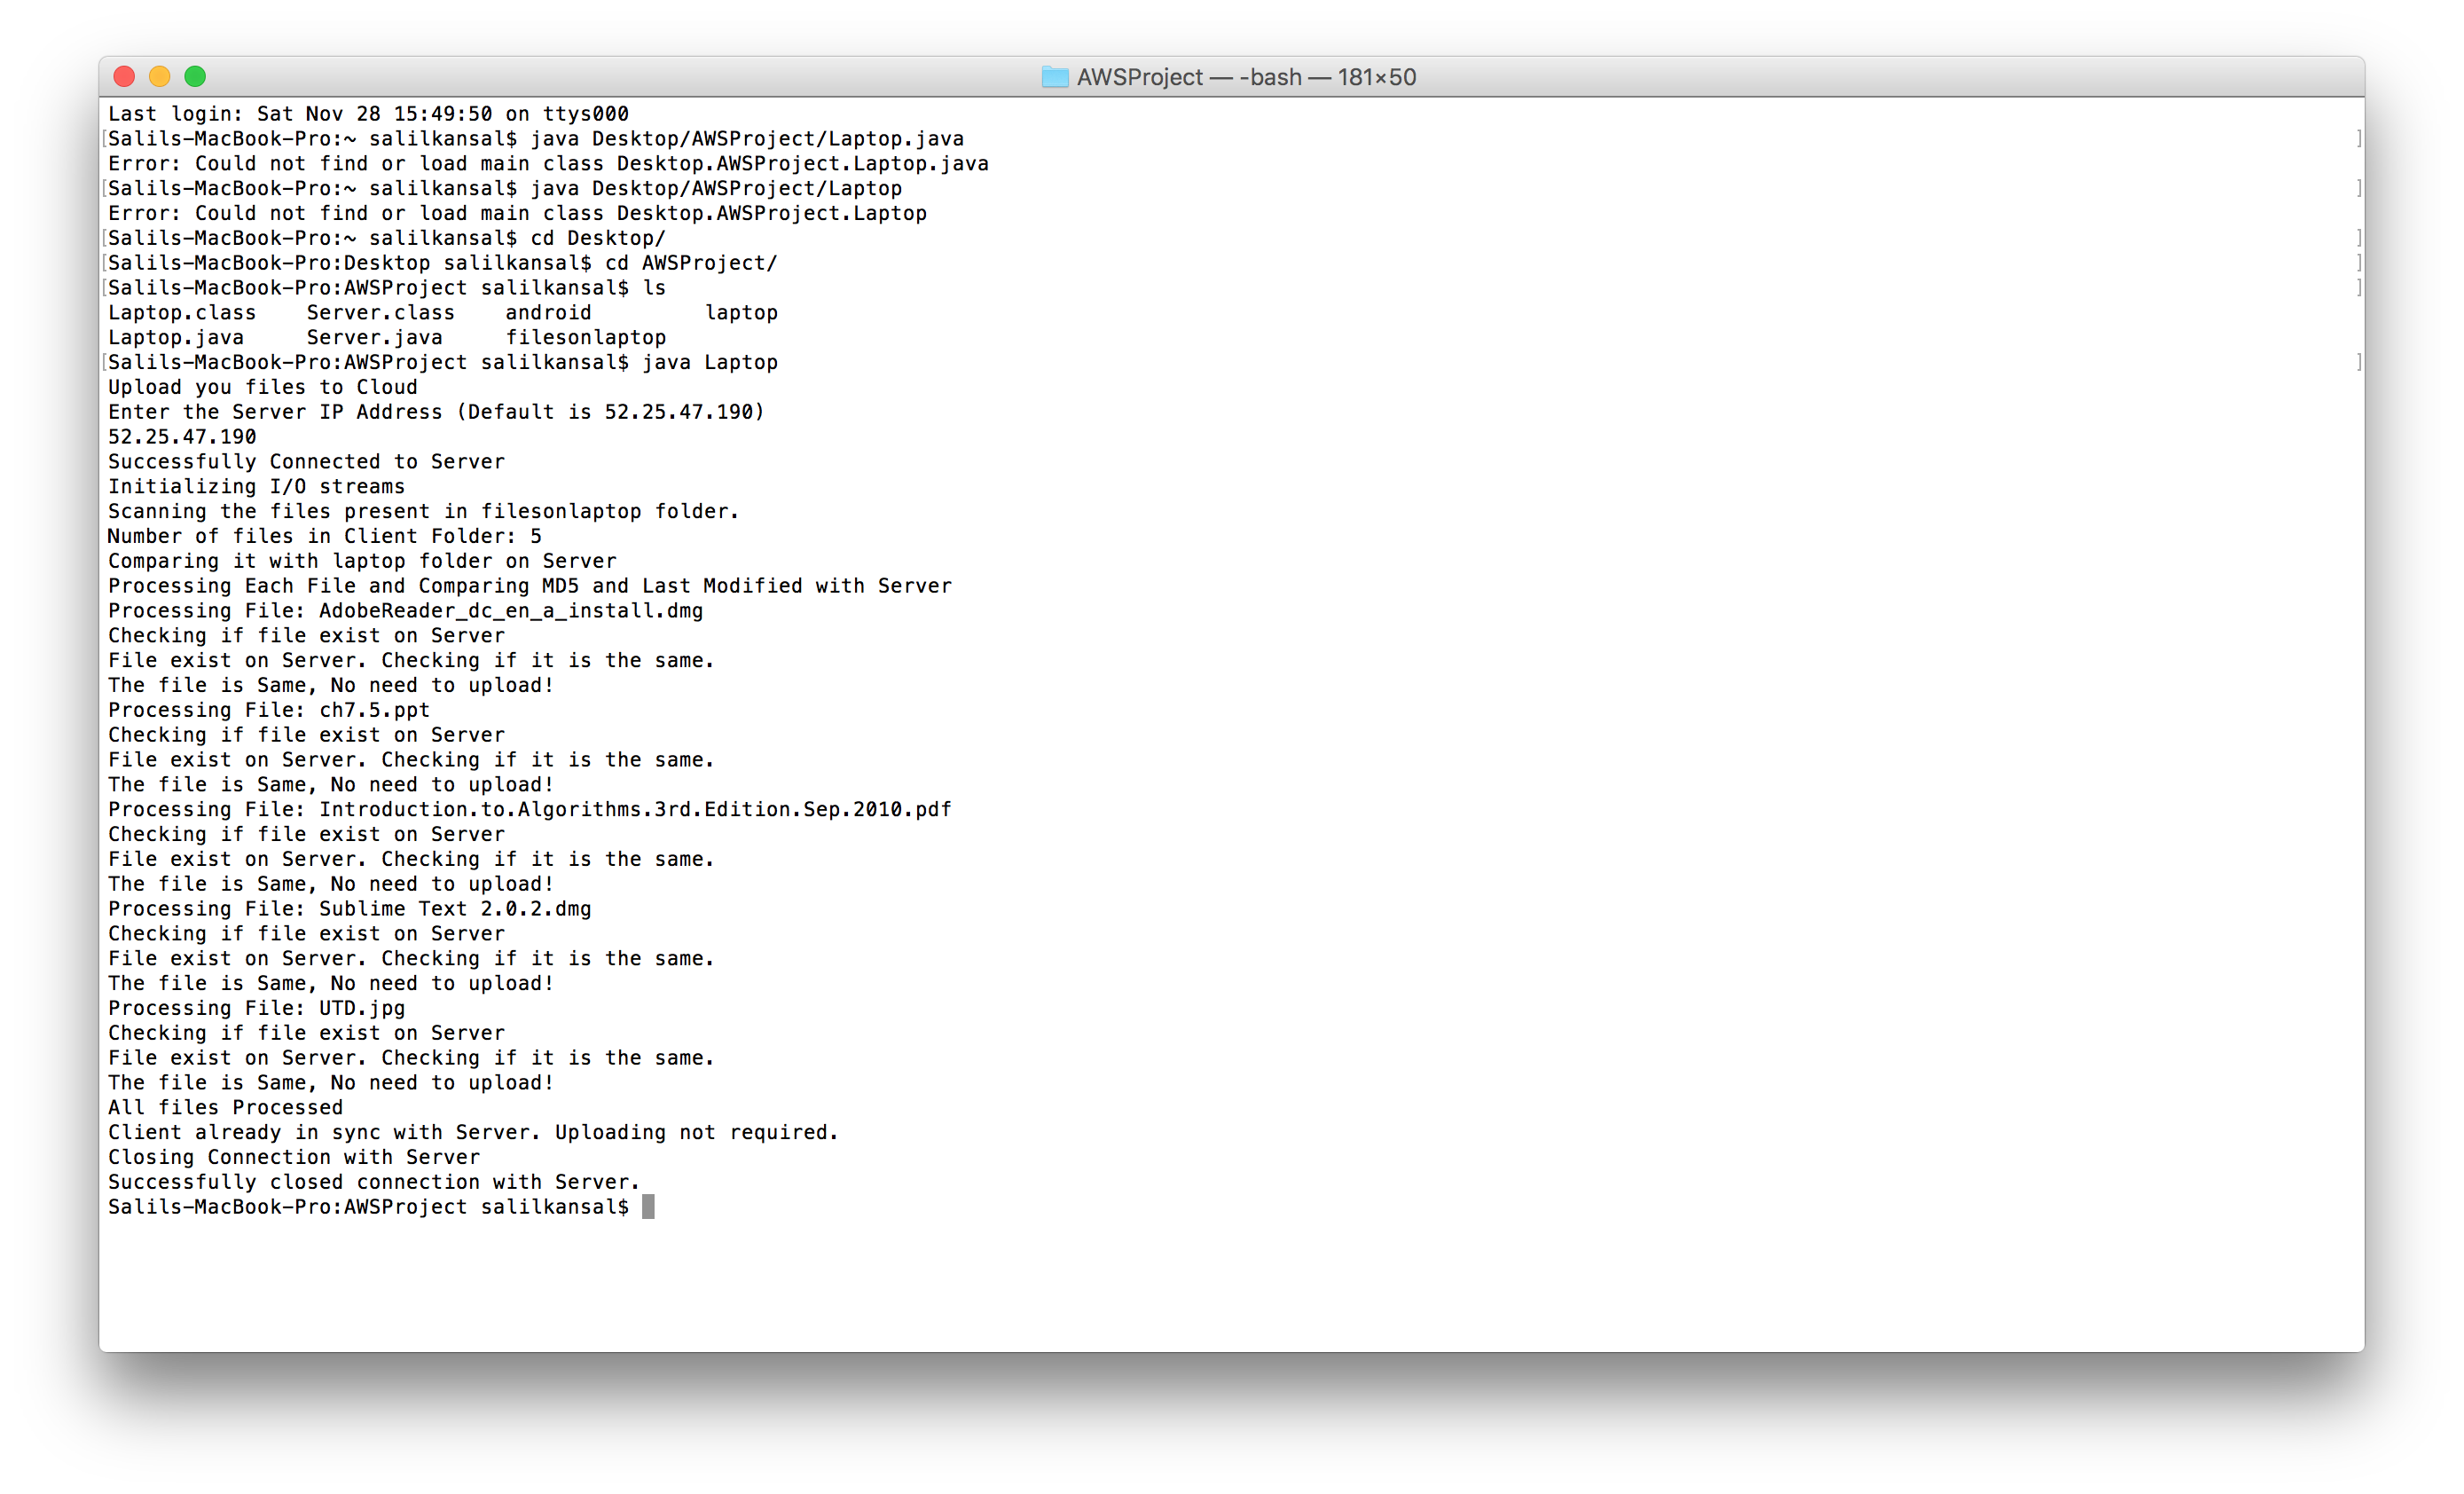 AWSProject — -bash — 181×50
Last login: Sat Nov 28 15:49:50 on ttys000
[Salils-MacBook-Pro:~ salilkansal$ java Desktop/AWSProject/Laptop.java ]
Error: Could not find or load main class Desktop.AWSProject.Laptop.java
[Salils-MacBook-Pro:~ salilkansal$ java Desktop/AWSProject/Laptop ]
Error: Could not find or load main class Desktop.AWSProject.Laptop
[Salils-MacBook-Pro:~ salilkansal$ cd Desktop/ ]
[Salils-MacBook-Pro:Desktop salilkansal$ cd AWSProject/ ]
[Salils-MacBook-Pro:AWSProject salilkansal$ ls ]
Laptop.class Server.class android laptop
Laptop.java Server.java filesonlaptop
[Salils-MacBook-Pro:AWSProject salilkansal$ java Laptop ]
Upload you files to Cloud
Enter the Server IP Address (Default is 52.25.47.190)
52.25.47.190
Successfully Connected to Server
Initializing I/O streams
Scanning the files present in filesonlaptop folder.
Number of files in Client Folder: 5
Comparing it with laptop folder on Server
Processing Each File and Comparing MD5 and Last Modified with Server
Processing File: AdobeReader_dc_en_a_install.dmg
Checking if file exist on Server
File exist on Server. Checking if it is the same.
The file is Same, No need to upload!
Processing File: ch7.5.ppt
Checking if file exist on Server
File exist on Server. Checking if it is the same.
The file is Same, No need to upload!
Processing File: Introduction.to.Algorithms.3rd.Edition.Sep.2010.pdf
Checking if file exist on Server
File exist on Server. Checking if it is the same.
The file is Same, No need to upload!
Processing File: Sublime Text 2.0.2.dmg
Checking if file exist on Server
File exist on Server. Checking if it is the same.
The file is Same, No need to upload!
Processing File: UTD.jpg
Checking if file exist on Server
File exist on Server. Checking if it is the same.
The file is Same, No need to upload!
All files Processed
Client already in sync with Server. Uploading not required.
Closing Connection with Server
Successfully closed connection with Server.
Salils-MacBook-Pro:AWSProject salilkansal$